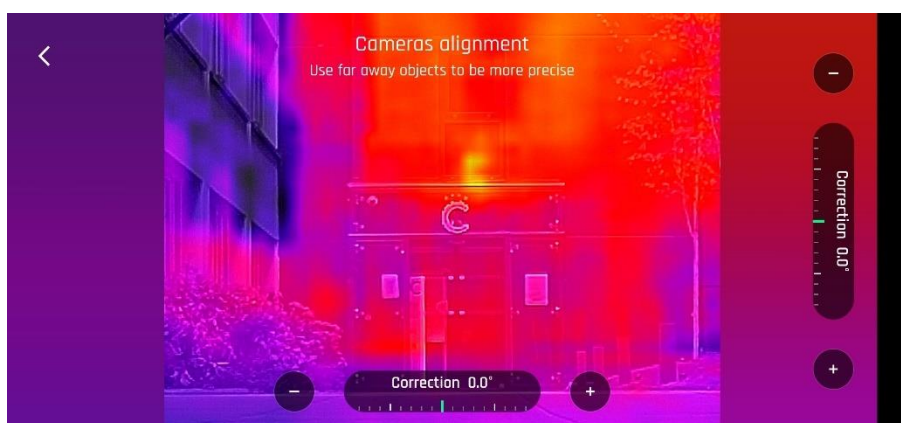 Cameras alignment
Use far away objects to be more precise
C
Correction 0.0°
Correction 0.0°